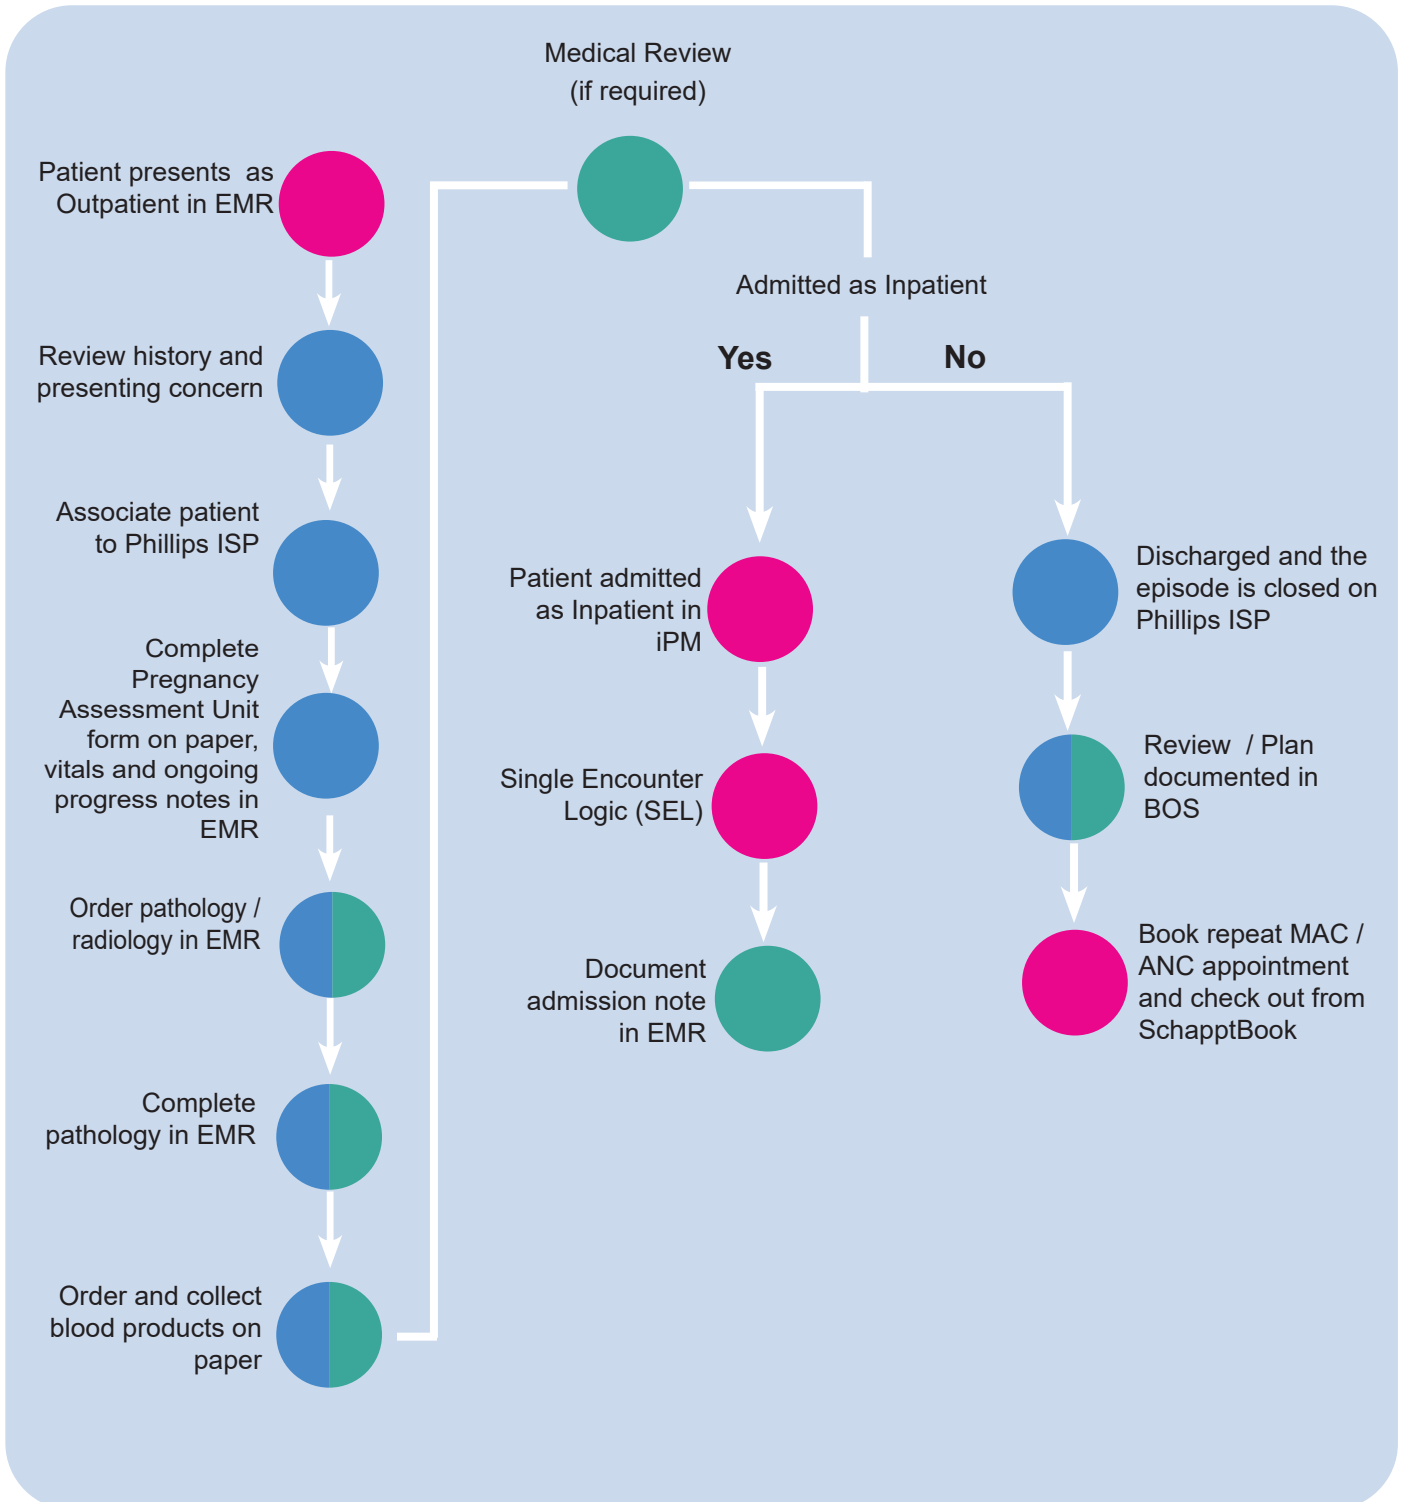 Medical Review
(if required)
Patient presents  as
Outpatient in EMR
Review history and
presenting concern
Associate patient
to Phillips ISP
Complete
Pregnancy
Assessment Unit
form on paper,
vitals and ongoing
progress notes in
EMR
Order pathology /
radiology in EMR
Complete
pathology in EMR
Order and collect
blood products on
paper
Admitted as Inpatient
Yes
No
Patient admitted
as Inpatient in
iPM
Single Encounter
Logic (SEL)
Document
admission note
in EMR
Discharged and the
episode is closed on
Phillips ISP
Review  / Plan
documented in
BOS
Book repeat MAC /
ANC appointment
and check out from
SchapptBook